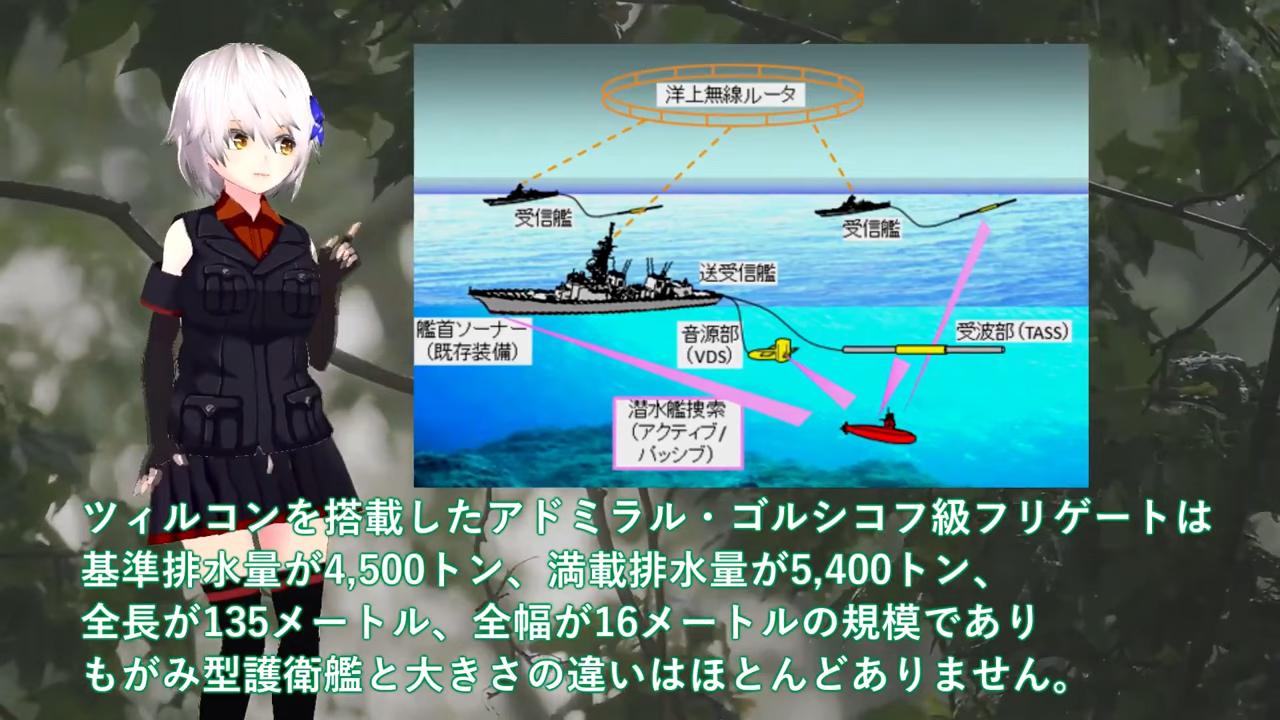 洋上無線ルータ
受信艦
受信艦
送受信艦
艦首ソーナー
（既存装備）
音源部
（VDS）
受波部（TASS）
潜水艦捜索
（アクティブ/
パッシブ）
ツィルコンを搭載したアドミラル・ゴルシコフ級フリゲートは
基準排水量が4,500トン、満載排水量が5,400トン、
全長が135メートル、全幅が16メートルの規模であり
もがみ型護衛艦と大きさの違いはほとんどありません。